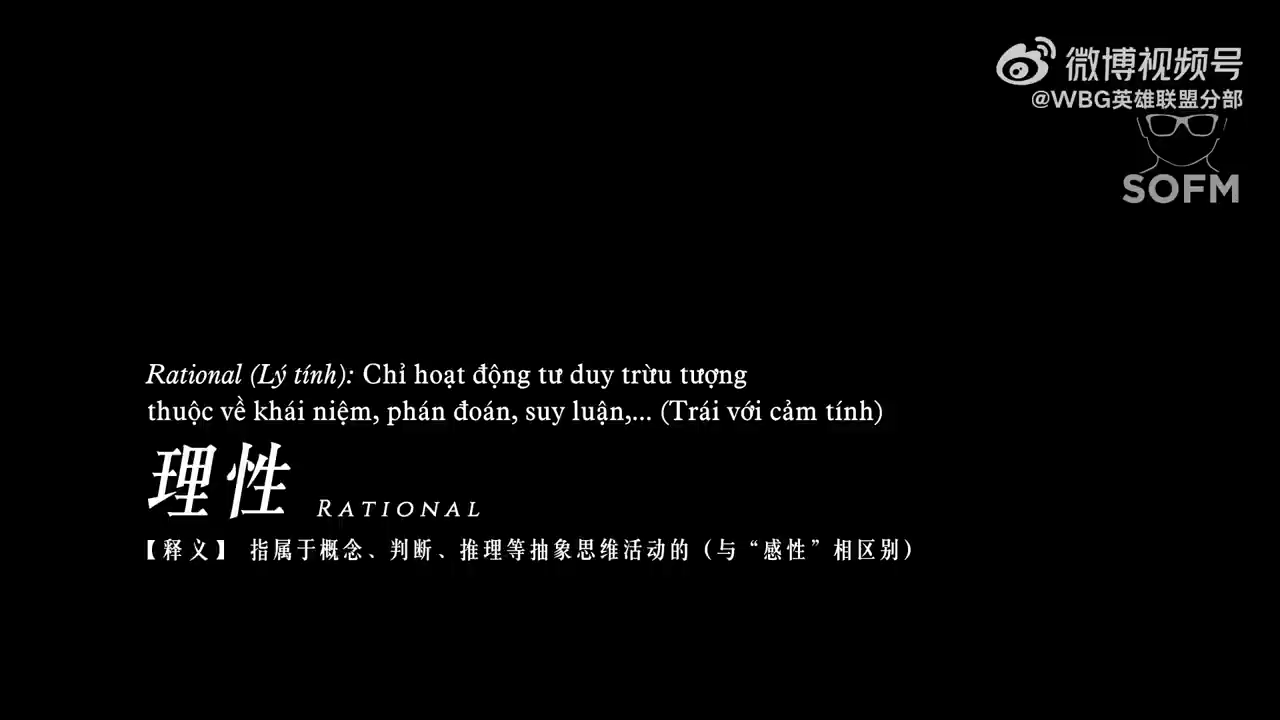 微博视频号
@WBG英雄联盟分部
SOFM
Rational (Lý tính): Chỉ hoạt động tư duy trừu tượng
thuộc về khái niệm, phán đoán, suy luận,... (Trái với cảm tính)
理性 RATIONAL
【释义】 指属于概念、判断、推理等抽象思维活动的（与“感性”相区别）